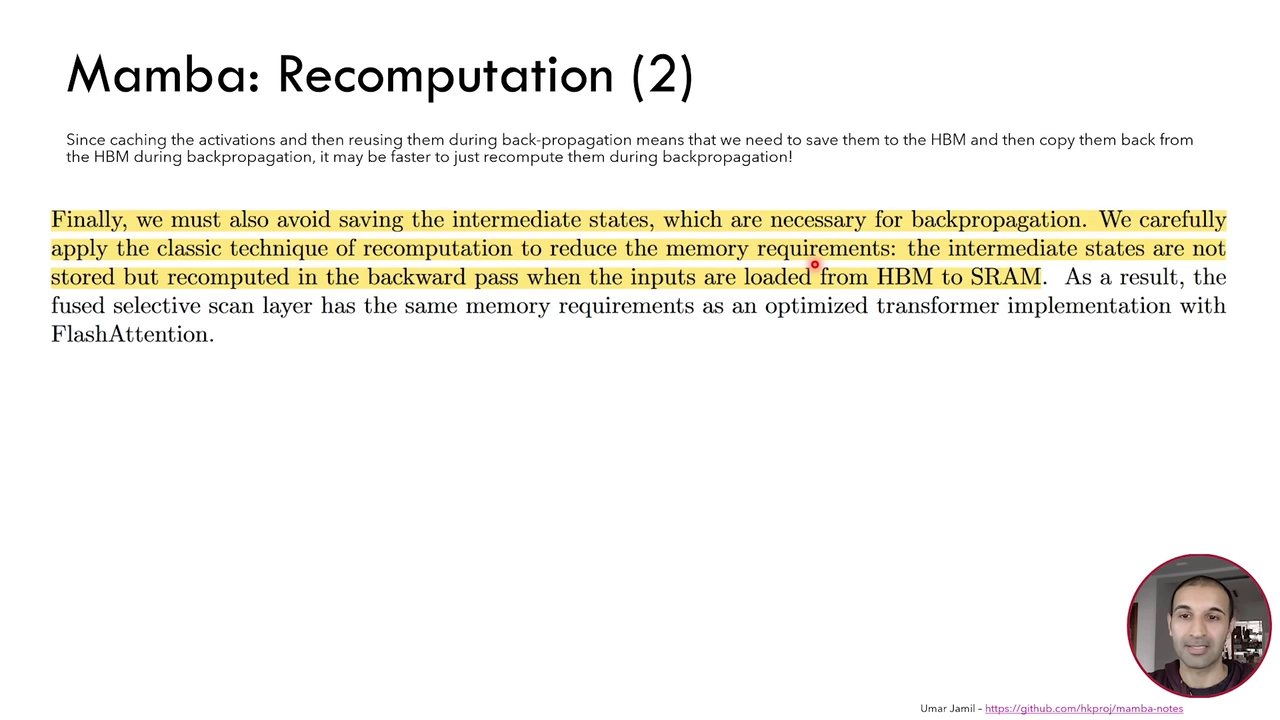 Mamba: Recomputation (2)
Since caching the activations and then reusing them during back-propagation means that we need to save them to the HBM and then copy them back from
the HBM during backpropagation, it may be faster to just recompute them during backpropagation!
Finally, we must also avoid saving the intermediate states, which are necessary for backpropagation. We carefully
apply the classic technique of recomputation to reduce the memory requirements: the intermediate states are not
stored but recomputed in the backward pass when the inputs are loaded from HBM to SRAM. As a result, the
fused selective scan layer has the same memory requirements as an optimized transformer implementation with
FlashAttention.
Umar Jamil – https://github.com/hkproj/mamba-notes